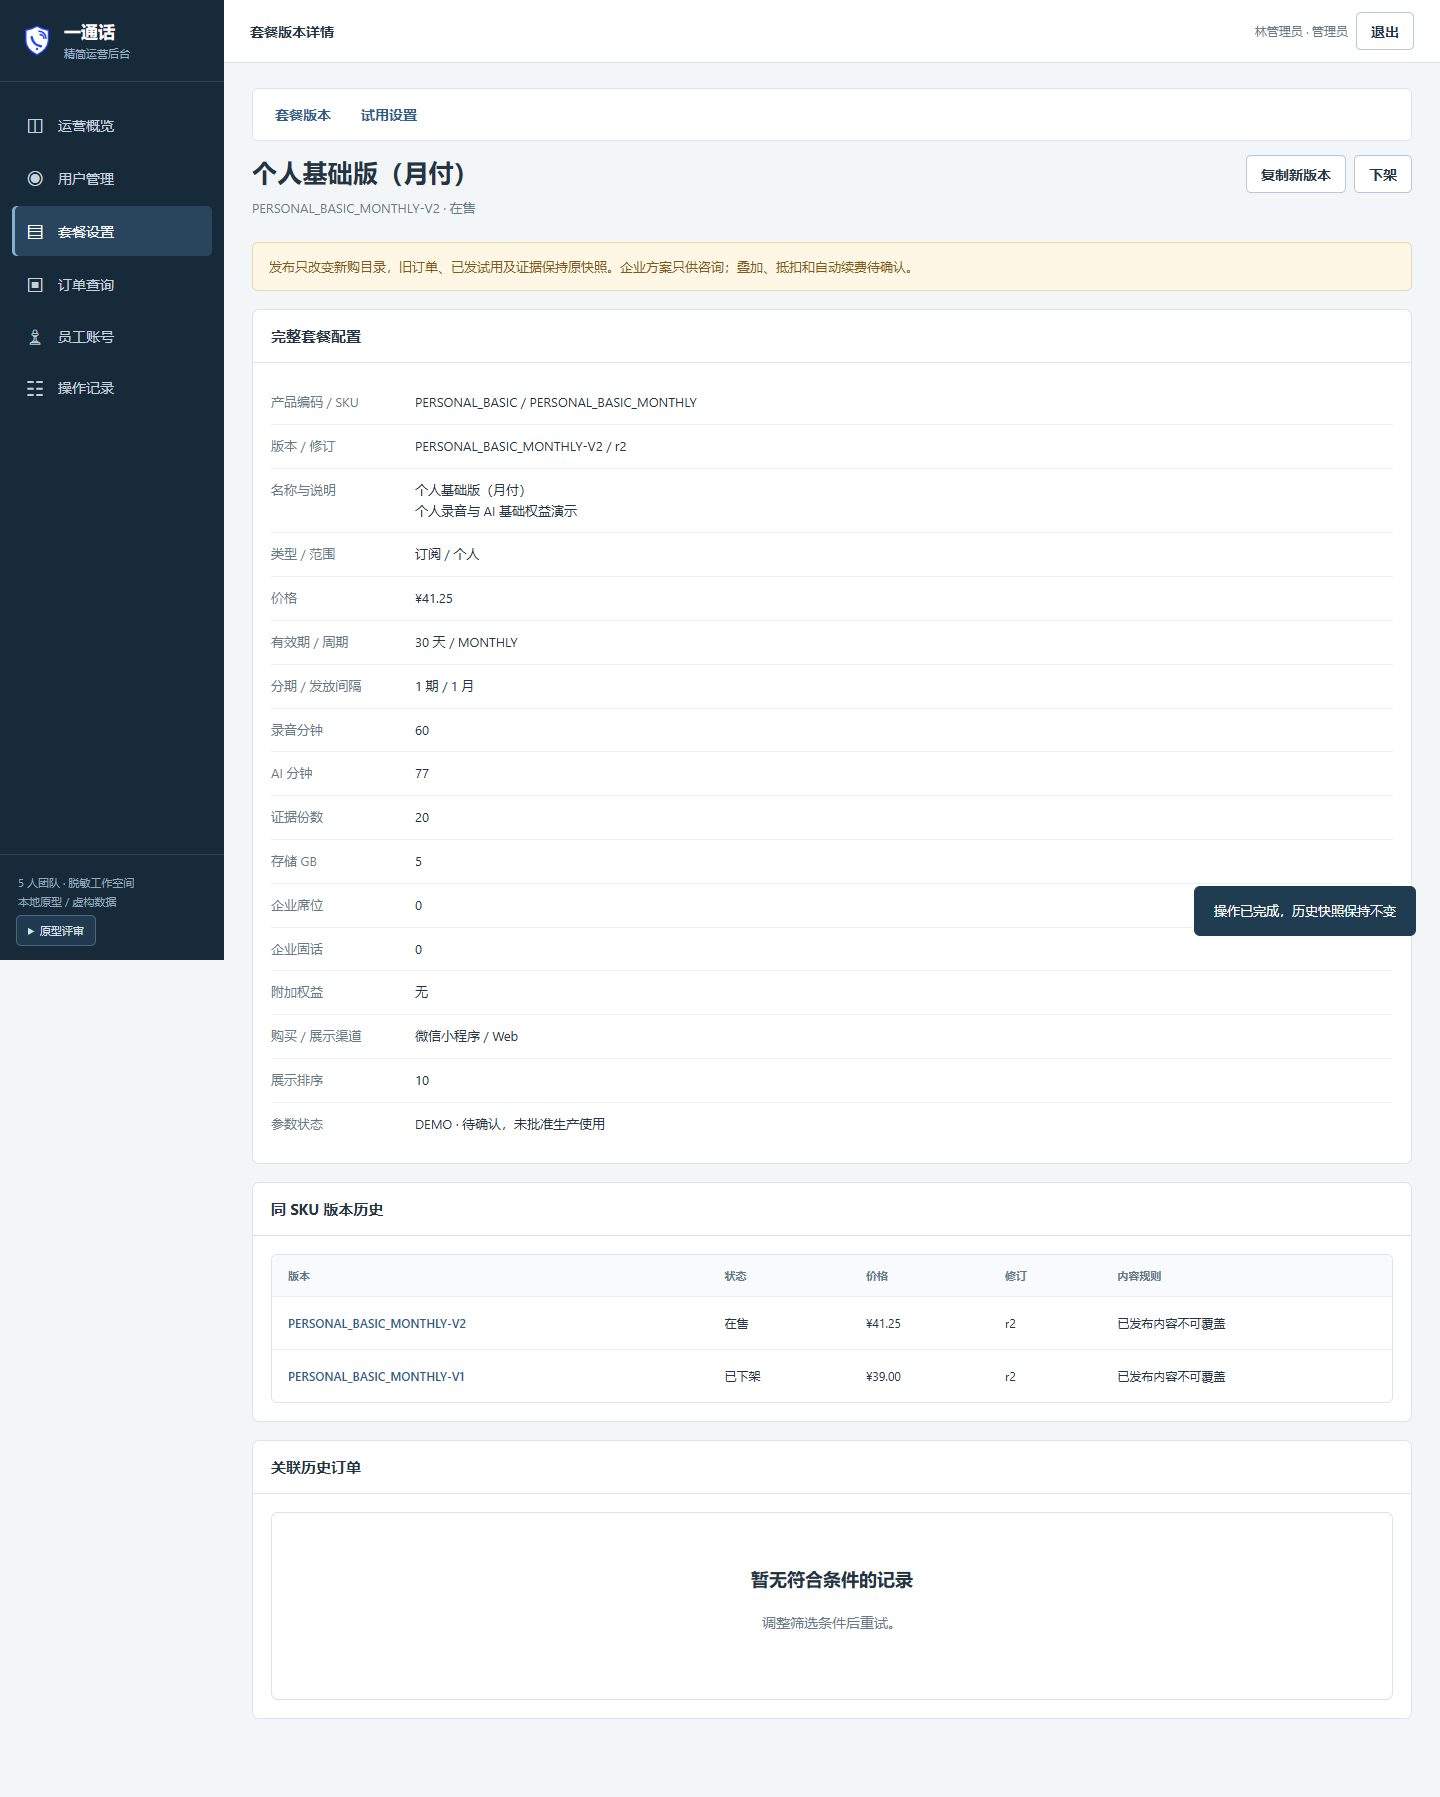 一通话
精简运营后台
运营概览
用户管理
套餐设置
订单查询
员工账号
操作记录
5 人团队 · 脱敏工作空间
本地原型 / 虚构数据
▶ 原型评审
套餐版本详情
林管理员 · 管理员
退出
套餐版本 试用设置
个人基础版（月付）
复制新版本
下架
PERSONAL_BASIC_MONTHLY-V2 · 在售
发布只改变新购目录，旧订单、已发试用及证据保持原快照。企业方案只供咨询；叠加、抵扣和自动续费待确认。
完整套餐配置
产品编码 / SKU PERSONAL_BASIC / PERSONAL_BASIC_MONTHLY
版本 / 修订 PERSONAL_BASIC_MONTHLY-V2 / r2
名称与说明 个人基础版（月付）
个人录音与 AI 基础权益演示
类型 / 范围 订阅 / 个人
价格 ¥41.25
有效期 / 周期 30 天 / MONTHLY
分期 / 发放间隔 1 期 / 1 月
录音分钟 60
AI 分钟 77
证据份数 20
存储 GB 5
企业席位 0
操作已完成，历史快照保持不变
企业固话 0
附加权益 无
购买 / 展示渠道 微信小程序 / Web
展示排序 10
参数状态 DEMO · 待确认，未批准生产使用
同 SKU 版本历史
版本 状态 价格 修订 内容规则
PERSONAL_BASIC_MONTHLY-V2 在售 ¥41.25 r2 已发布内容不可覆盖
PERSONAL_BASIC_MONTHLY-V1 已下架 ¥39.00 r2 已发布内容不可覆盖
关联历史订单
暂无符合条件的记录
调整筛选条件后重试。